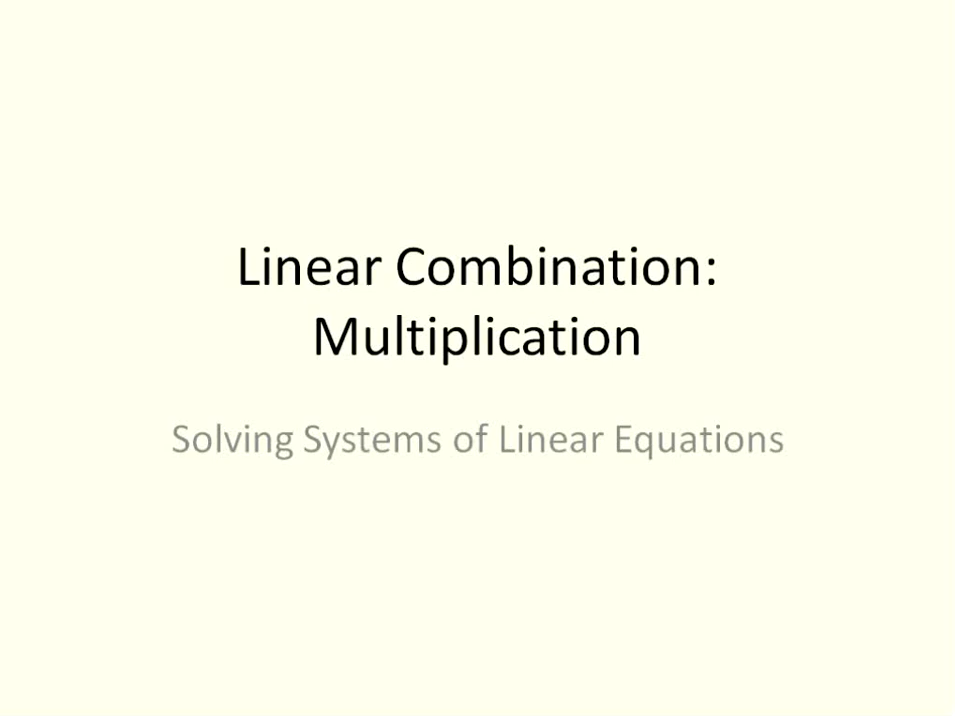 Linear Combination:
Multiplication
Solving Systems of Linear Equations